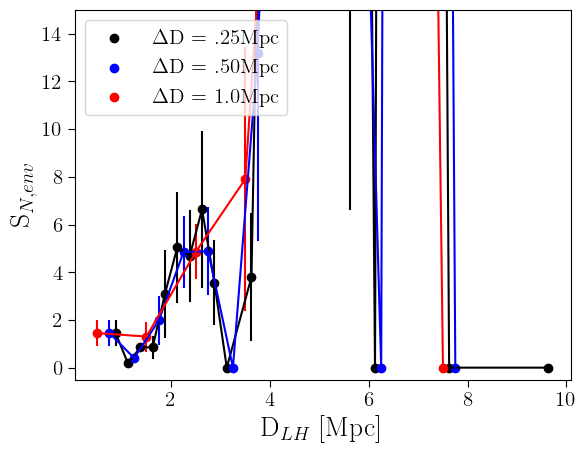 14
12
10
8
6
4
2
0
S_{N,env}
ΔD = .25Mpc
ΔD = .50Mpc
ΔD = 1.0Mpc
2 4 6 8 10
D_{LH} [Mpc]